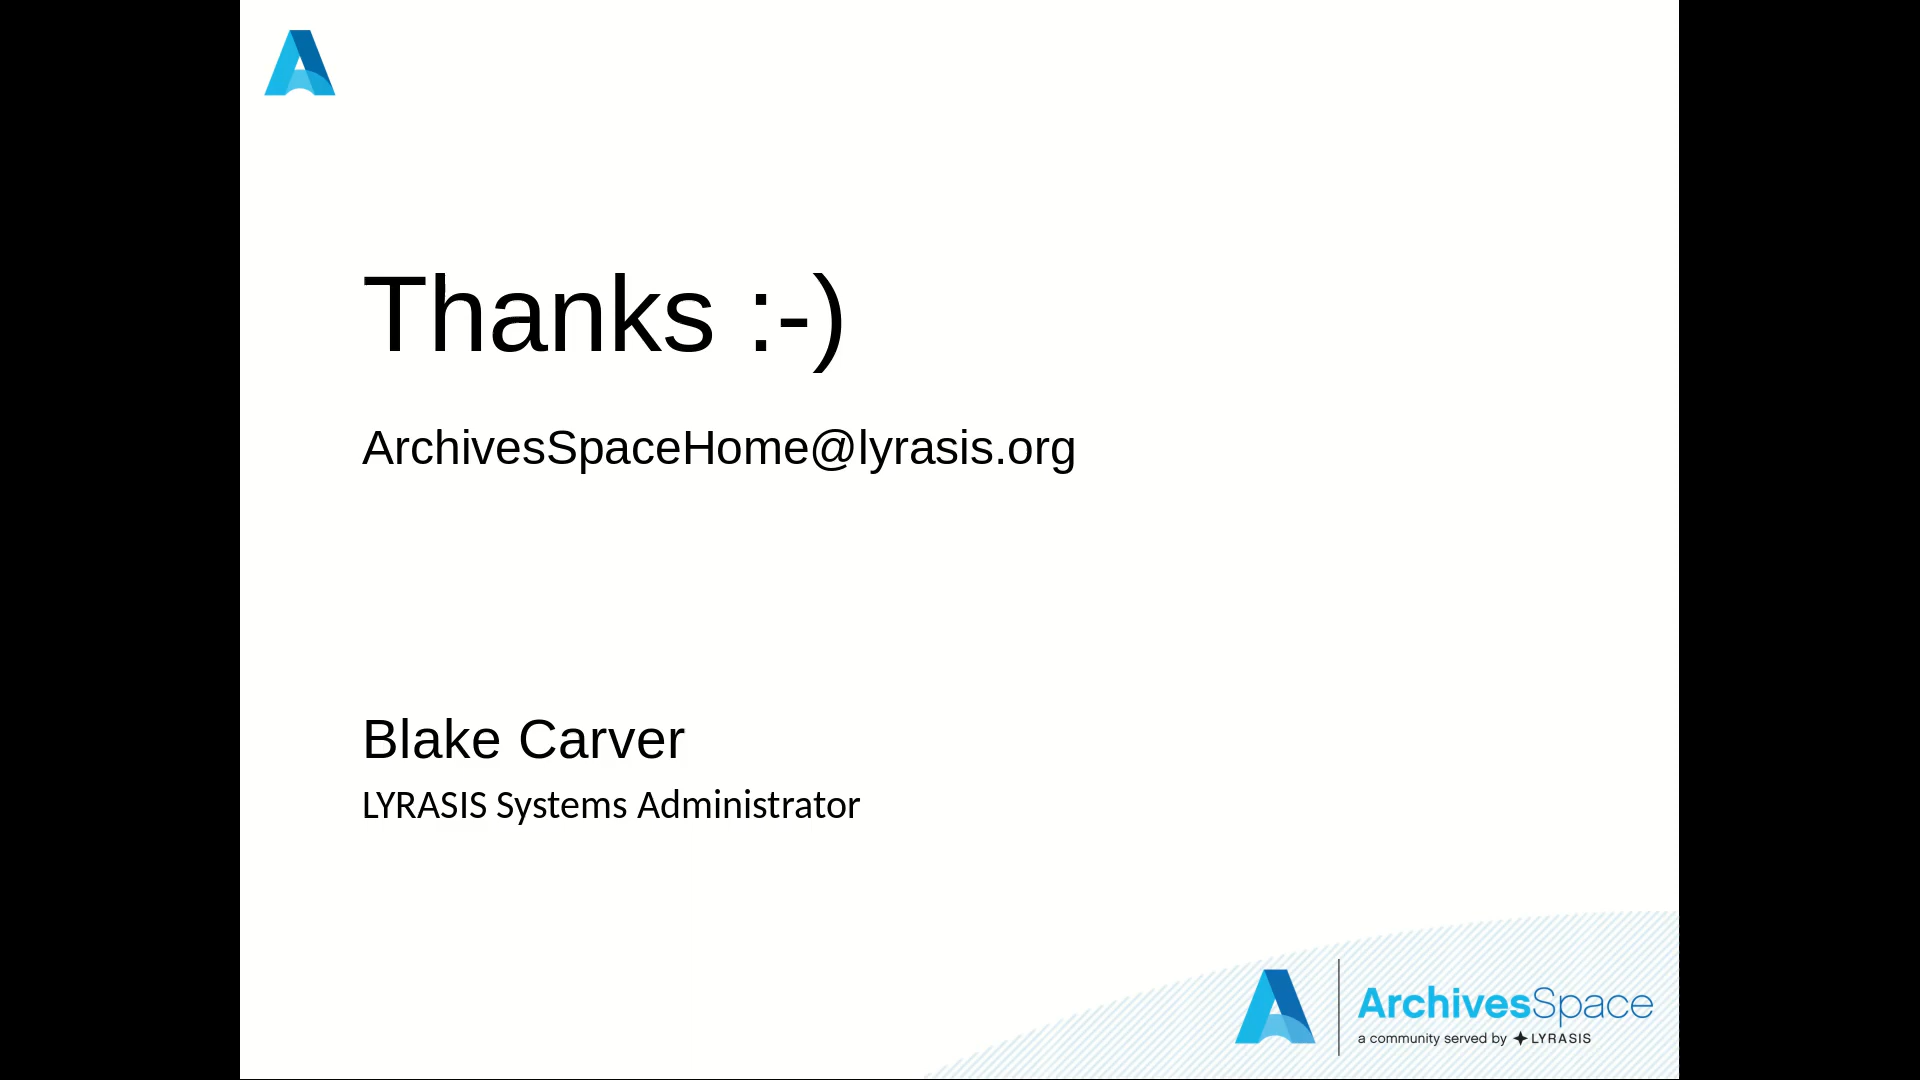 Thanks :-)
ArchivesSpaceHome@lyrasis.org
Blake Carver
LYRASIS Systems Administrator
ArchivesSpace
a community served by LYRASIS